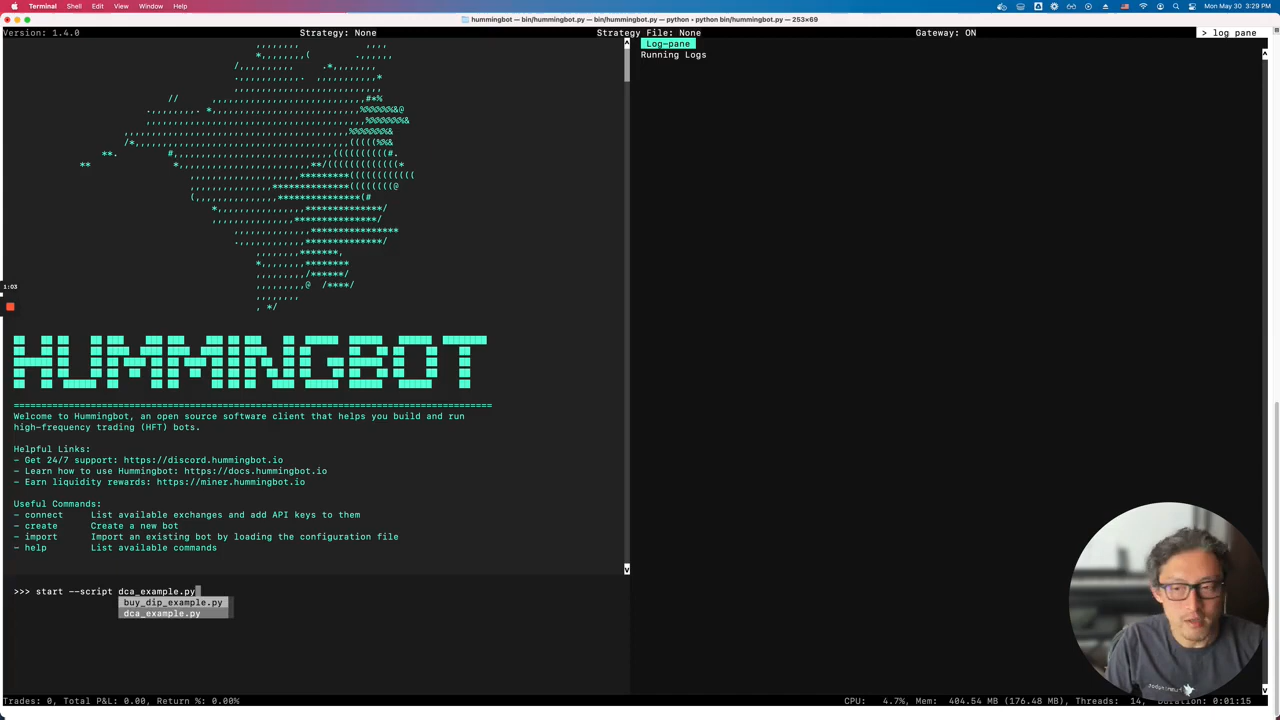 Terminal Shell Edit View Window Help
Mon May 30 3:29 PM
hummingbot — bin/hummingbot.py — bin/hummingbot.py — python • python bin/hummingbot.py — 253×69
Version: 1.4.0 Strategy: None Strategy File: None Gateway: ON > log pane
Log-pane
Running Logs
1:03
HUMMINGBOT
Welcome to Hummingbot, an open source software client that helps you build and run
high-frequency trading (HFT) bots.
Helpful Links:
- Get 24/7 support: https://discord.hummingbot.io
- Learn how to use Hummingbot: https://docs.hummingbot.io
- Earn liquidity rewards: https://miner.hummingbot.io
Useful Commands:
- connect List available exchanges and add API keys to them
- create Create a new bot
- import Import an existing bot by loading the configuration file
- help List available commands
>>> start --script dca_example.py
buy_dip_example.py
dca_example.py
Trades: 0, Total P&L: 0.00, Return %: 0.00% CPU: 4.7%, Mem: 404.54 MB (176.48 MB), Threads: 14, Duration: 0:01:15